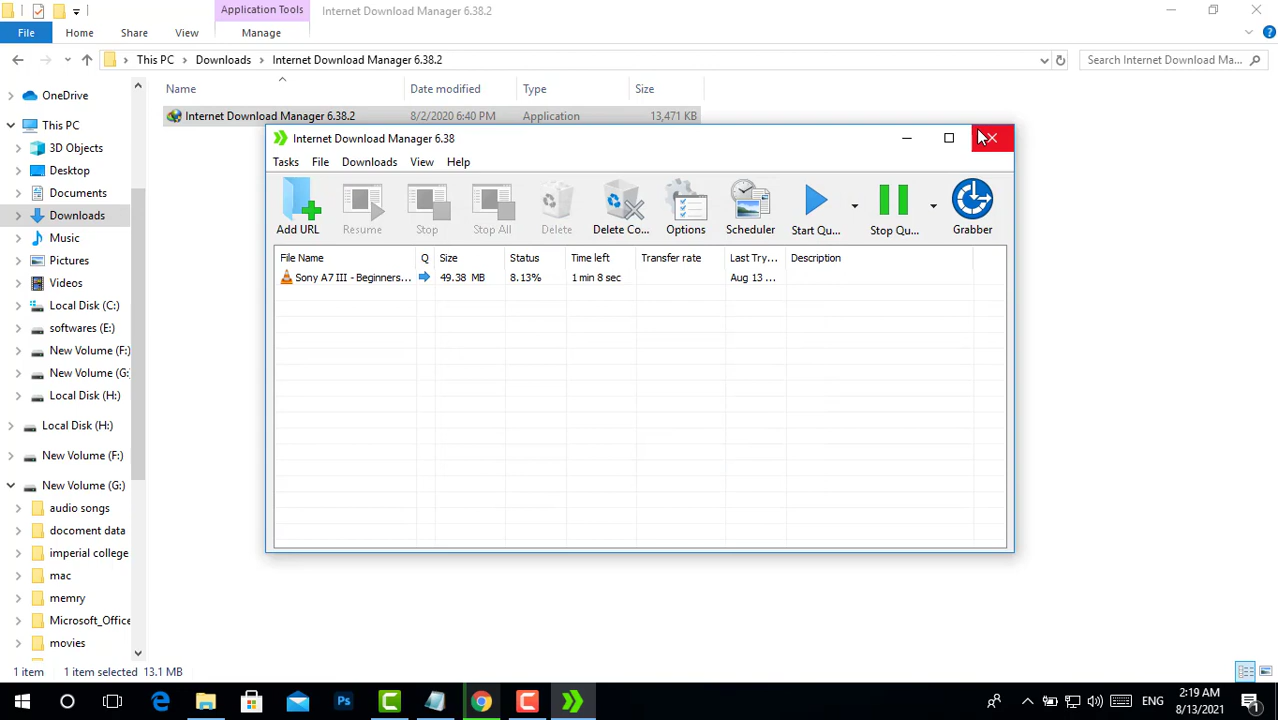 Application Tools
Internet Download Manager 6.38.2
File
Home
Share
View
Manage
This PC
Downloads
Internet Download Manager 6.38.2
Search Internet Download Ma...
Name
Date modified
Type
Size
Internet Download Manager 6.38.2
8/2/2020 6:40 PM
Application
13,471 KB
OneDrive
This PC
3D Objects
Desktop
Documents
Downloads
Music
Pictures
Videos
Local Disk (C:)
softwares (E:)
New Volume (F:)
New Volume (G:
Local Disk (H:)
Local Disk (H:)
New Volume (F:)
New Volume (G:)
audio songs
docoment data
imperial college
mac
memry
Microsoft_Office
movies
Internet Download Manager 6.38
Tasks
File
Downloads
View
Help
Add URL
Resume
Stop
Stop All
Delete
Delete Co...
Options
Scheduler
Start Qu...
Stop Qu...
Grabber
File Name
Q
Size
Status
Time left
Transfer rate
Last Try...
Description
Sony A7 III - Beginners...
49.38 MB
8.13%
1 min 8 sec
Aug 13 ...
1 item
1 item selected 13.1 MB
Ps
ENG
2:19 AM
8/13/2021
1